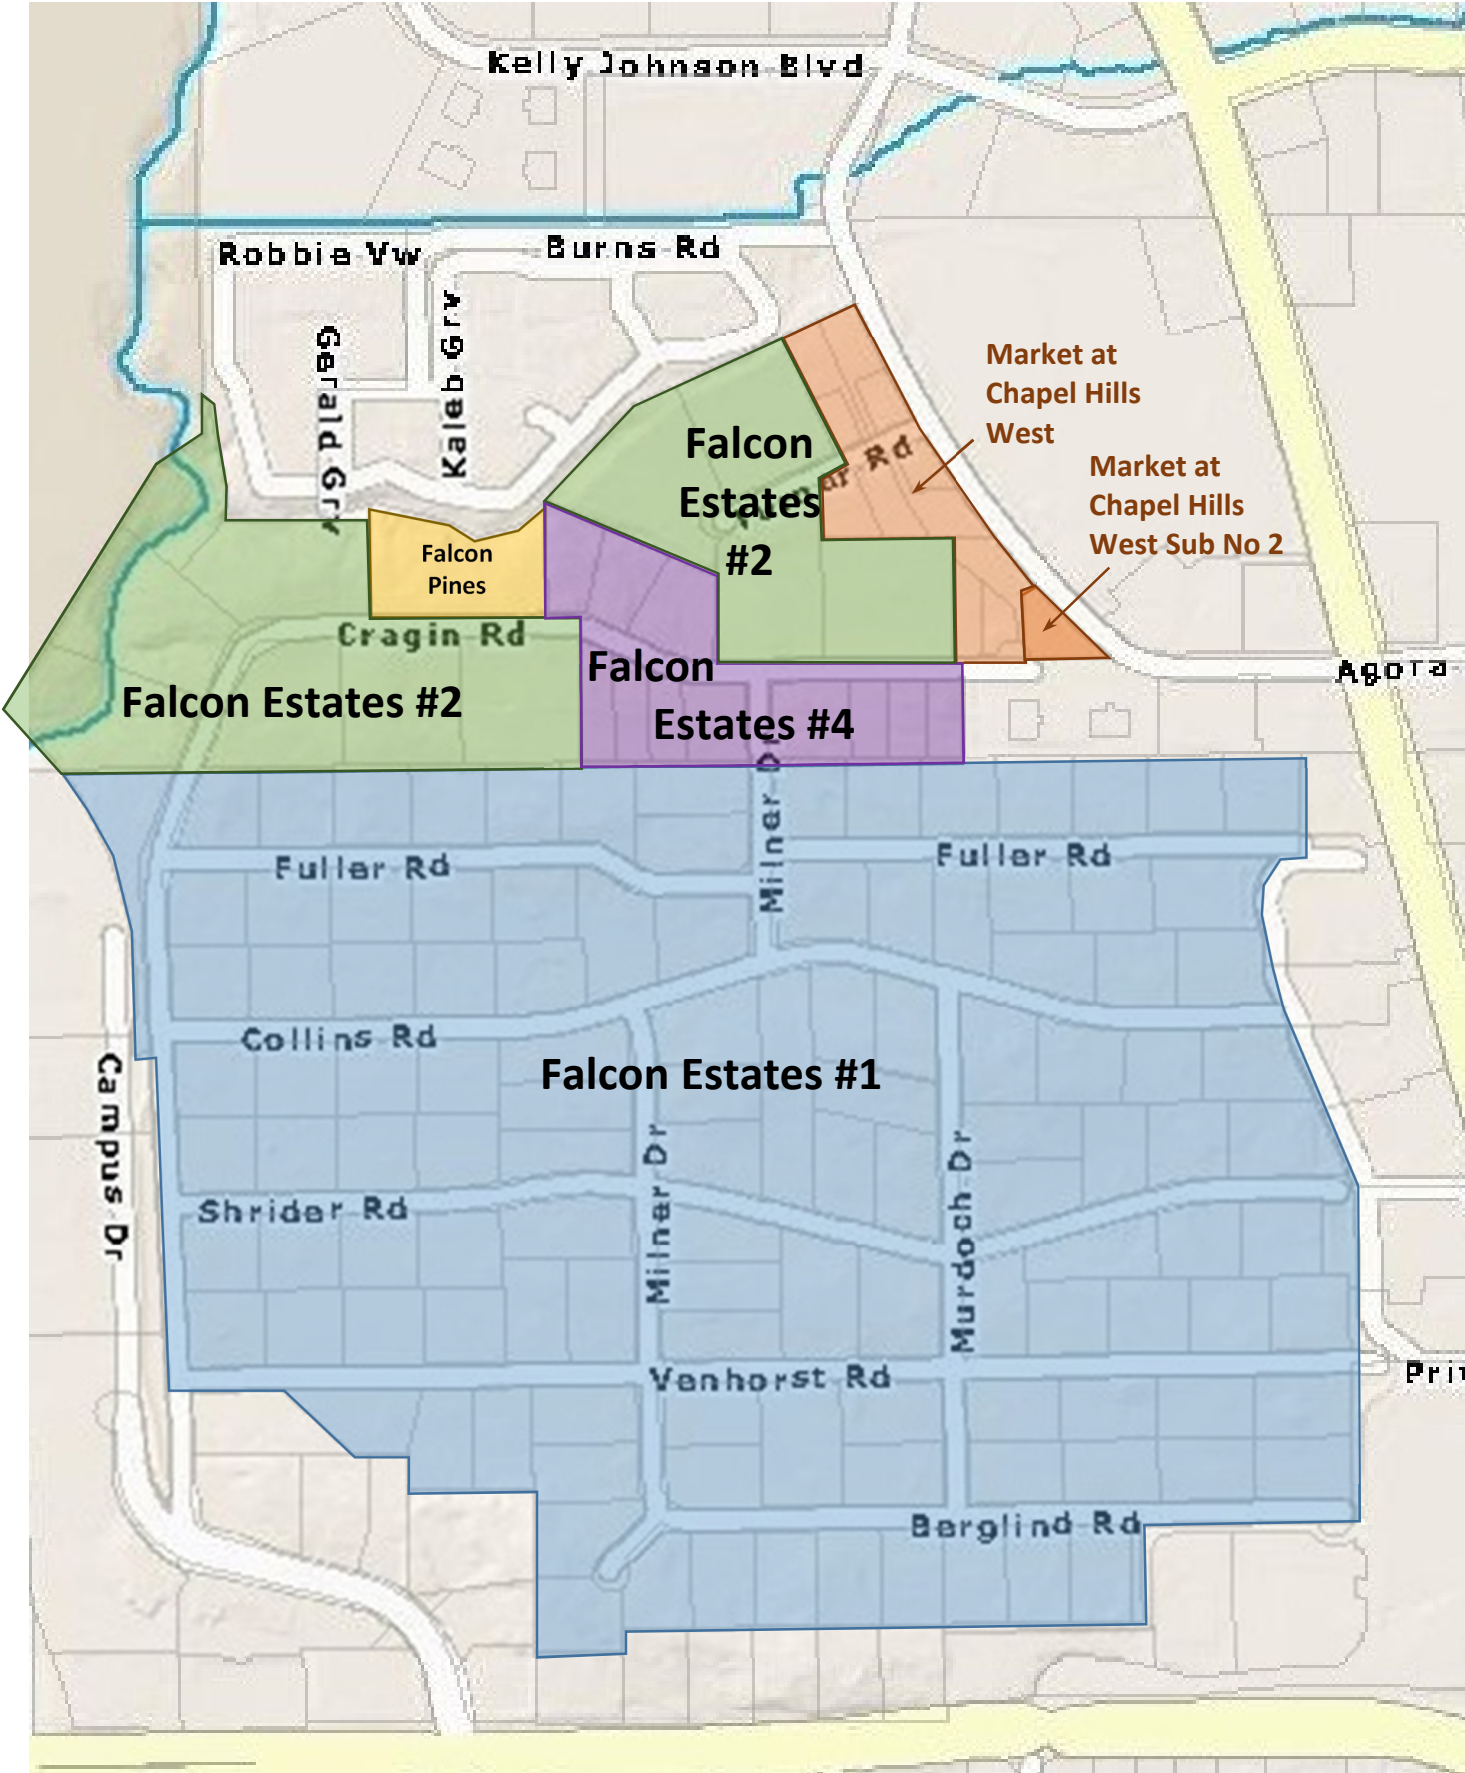 Kelly Johnson Blvd
Robbie Vw
Burns Rd
Gerald Grv
Kaleb Grv
Market at
Chapel Hills
West
Falcon
Estates
#2
Rd
Market at
Chapel Hills
West Sub No 2
Falcon
Pines
Cragin Rd
Falcon
Estates #4
Falcon Estates #2
Agora
Milner Dr
Fuller Rd
Fuller Rd
Collins Rd
Falcon Estates #1
Campus Dr
Milner Dr
Murdoch Dr
Shrider Rd
Venhorst Rd
Berglind Rd